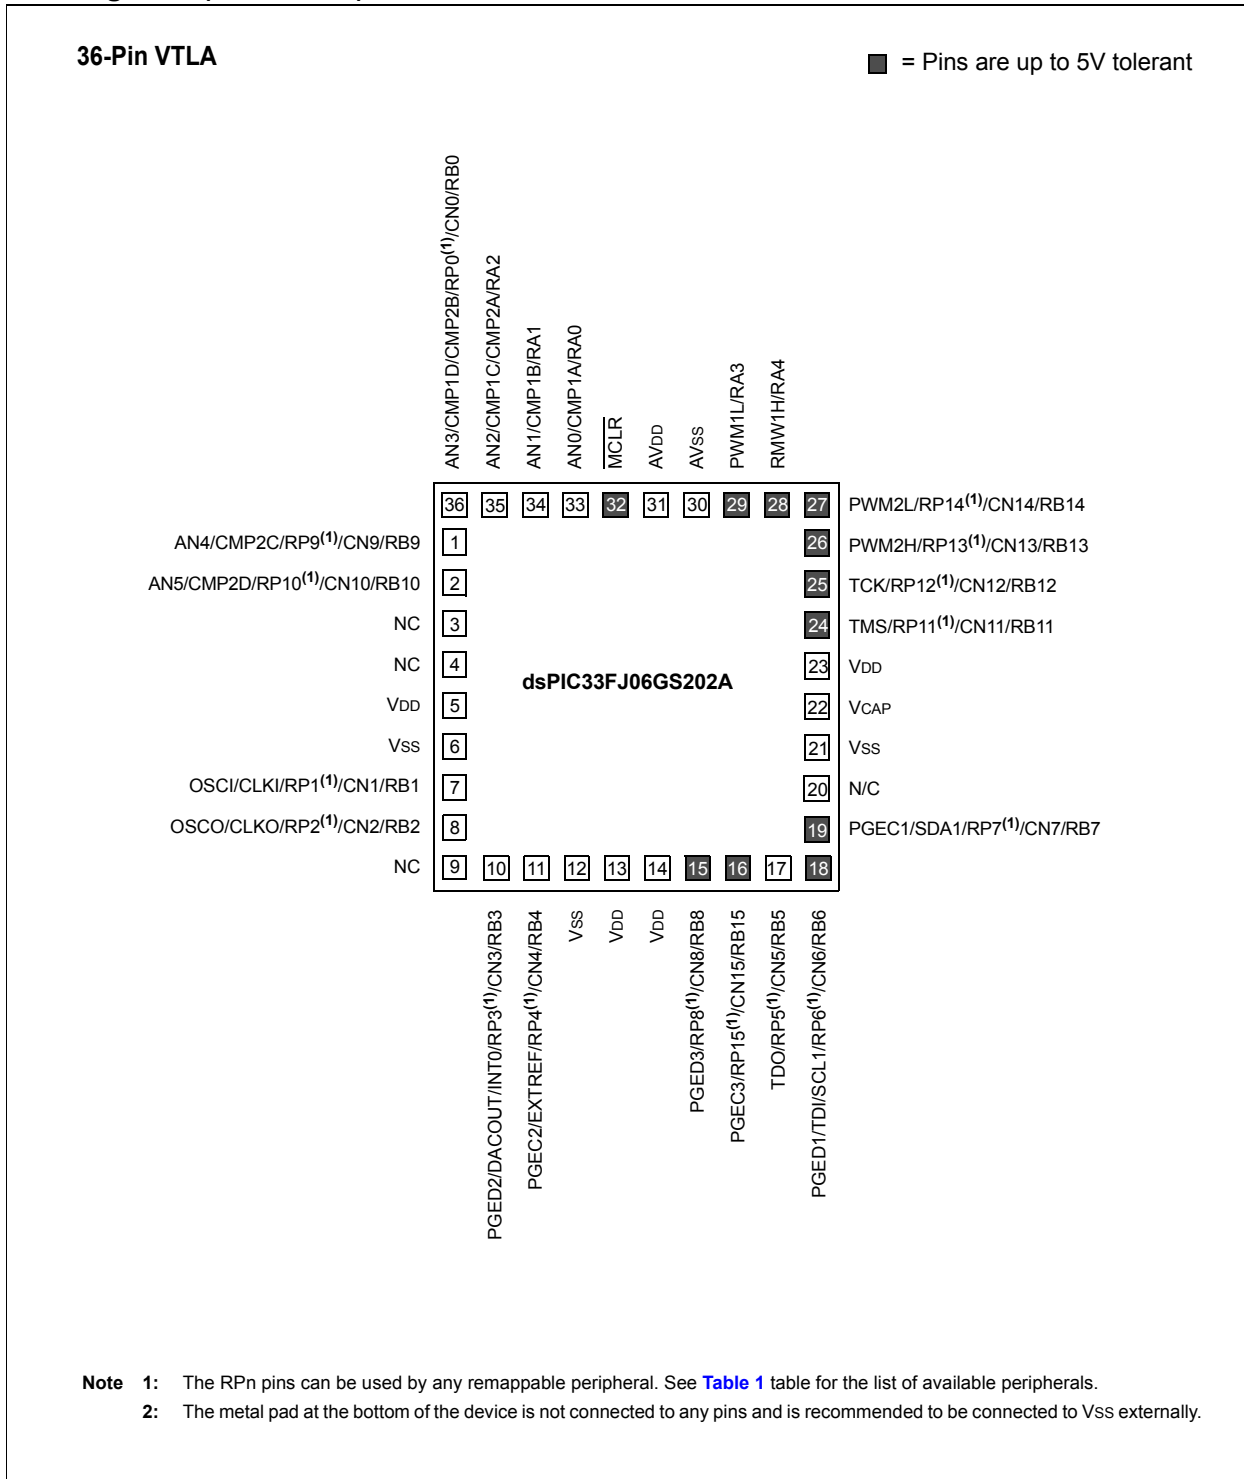 36-Pin VTLA
= Pins are up to 5V tolerant
AN3/CMP1D/CMP2B/RP0(1)/CN0/RB0
AN2/CMP1C/CMP2A/RA2
AN1/CMP1B/RA1
AN0/CMP1A/RA0
MCLR
AVDD
AVSS
PWM1L/RA3
RMW1H/RA4
36 35 34 33 32 31 30 29 28 27 PWM2L/RP14(1)/CN14/RB14
AN4/CMP2C/RP9(1)/CN9/RB9 1 26 PWM2H/RP13(1)/CN13/RB13
AN5/CMP2D/RP10(1)/CN10/RB10 2 25 TCK/RP12(1)/CN12/RB12
NC 3 24 TMS/RP11(1)/CN11/RB11
NC 4 dsPIC33FJ06GS202A 23 VDD
VDD 5 22 VCAP
VSS 6 21 VSS
OSCI/CLKI/RP1(1)/CN1/RB1 7 20 N/C
OSCO/CLKO/RP2(1)/CN2/RB2 8 19 PGEC1/SDA1/RP7(1)/CN7/RB7
NC 9 10 11 12 13 14 15 16 17 18
PGED2/DACOUT/INT0/RP3(1)/CN3/RB3
PGEC2/EXTREF/RP4(1)/CN4/RB4
VSS
VDD
VDD
PGED3/RP8(1)/CN8/RB8
PGEC3/RP15(1)/CN15/RB15
TDO/RP5(1)/CN5/RB5
PGED1/TDI/SCL1/RP6(1)/CN6/RB6
Note 1: The RPn pins can be used by any remappable peripheral. See Table 1 table for the list of available peripherals.
2: The metal pad at the bottom of the device is not connected to any pins and is recommended to be connected to VSS externally.